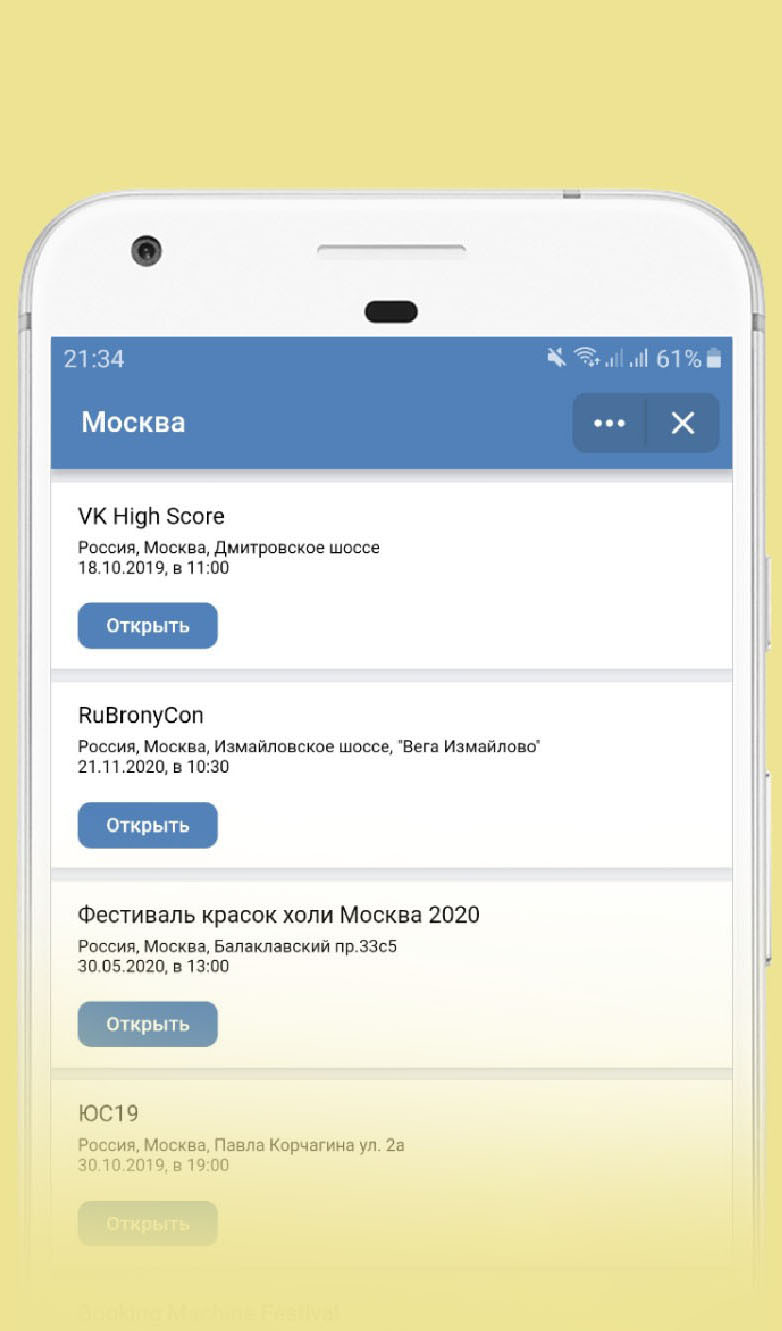 21:34
61%
Москва
VK High Score
Россия, Москва, Дмитровское шоссе
18.10.2019, в 11:00
Открыть
RuBronyCon
Россия, Москва, Измайловское шоссе, "Вега Измайлово"
21.11.2020, в 10:30
Открыть
Фестиваль красок холи Москва 2020
Россия, Москва, Балаклавский пр.33с5
30.05.2020, в 13:00
Открыть
ЮС19
Россия, Москва, Павла Корчагина ул. 2а
30.10.2019, в 19:00
Открыть
Booking Machine Festival